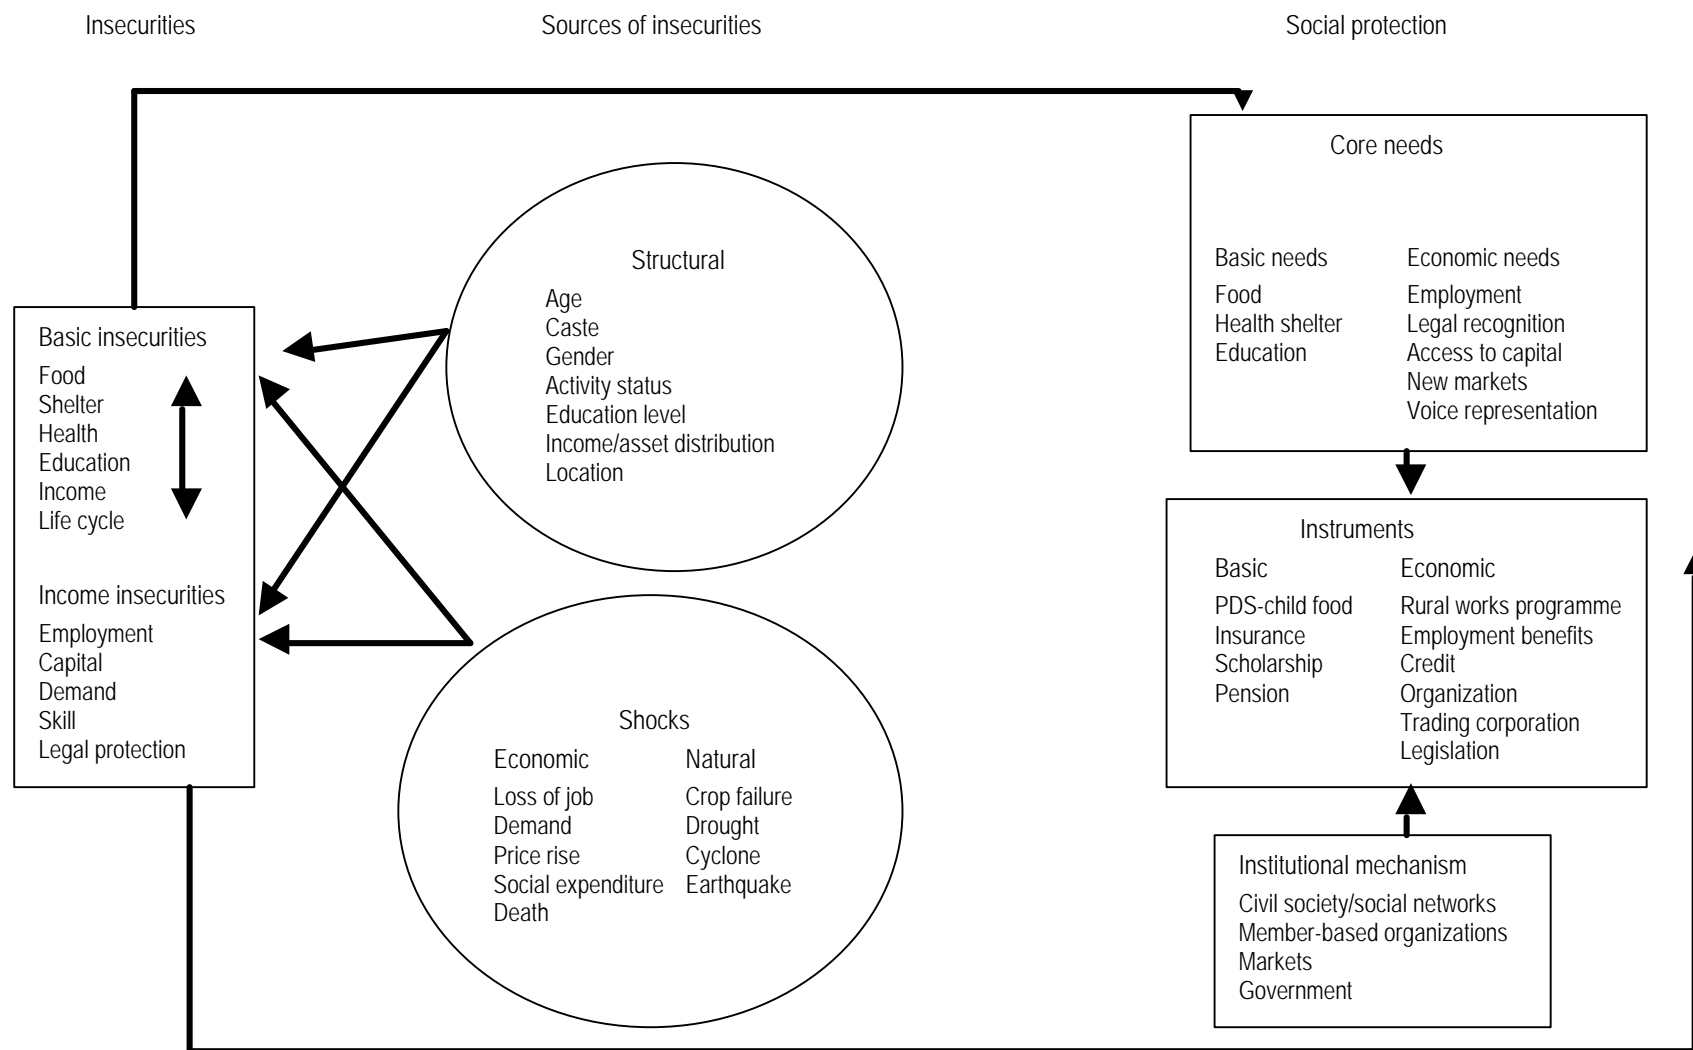 Insecurities
Sources of insecurities
Social protection
Basic insecurities
Food
Shelter
Health
Education
Income
Life cycle
Income insecurities
Employment
Capital
Demand
Skill
Legal protection
Structural
Age
Caste
Gender
Activity status
Education level
Income/asset distribution
Location
Shocks
Economic
Loss of job
Demand
Price rise
Social expenditure
Death
Natural
Crop failure
Drought
Cyclone
Earthquake
Core needs
Basic needs
Food
Health shelter
Education
Economic needs
Employment
Legal recognition
Access to capital
New markets
Voice representation
Instruments
Basic
PDS-child food
Insurance
Scholarship
Pension
Economic
Rural works programme
Employment benefits
Credit
Organization
Trading corporation
Legislation
Institutional mechanism
Civil society/social networks
Member-based organizations
Markets
Government